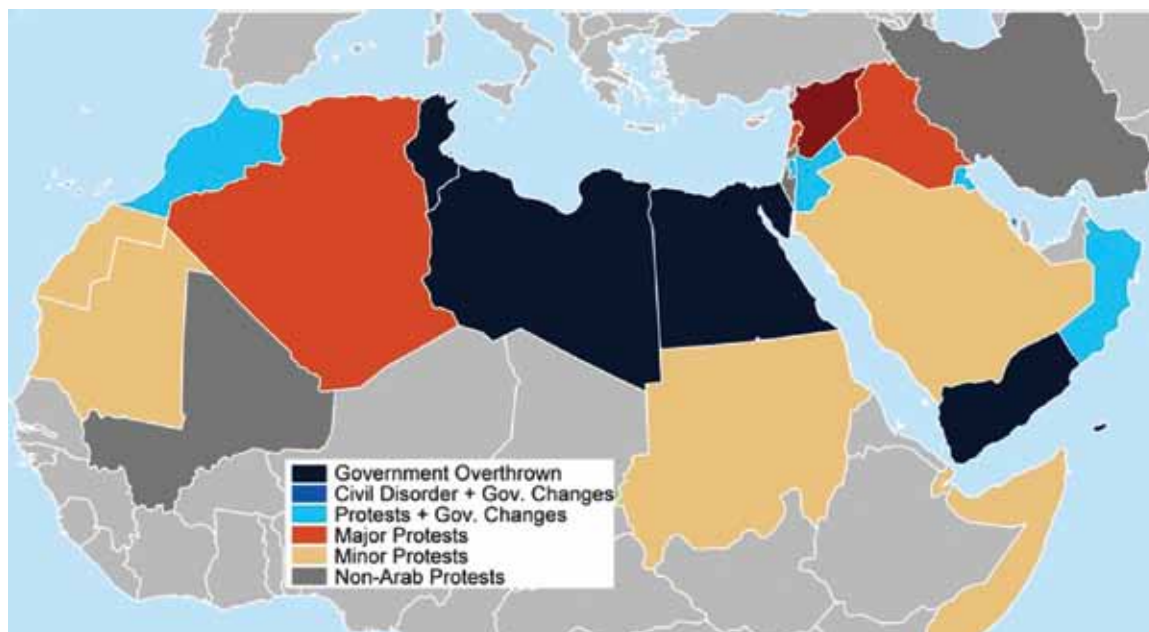 Government Overthrown
Civil Disorder + Gov. Changes
Protests + Gov. Changes
Major Protests
Minor Protests
Non-Arab Protests